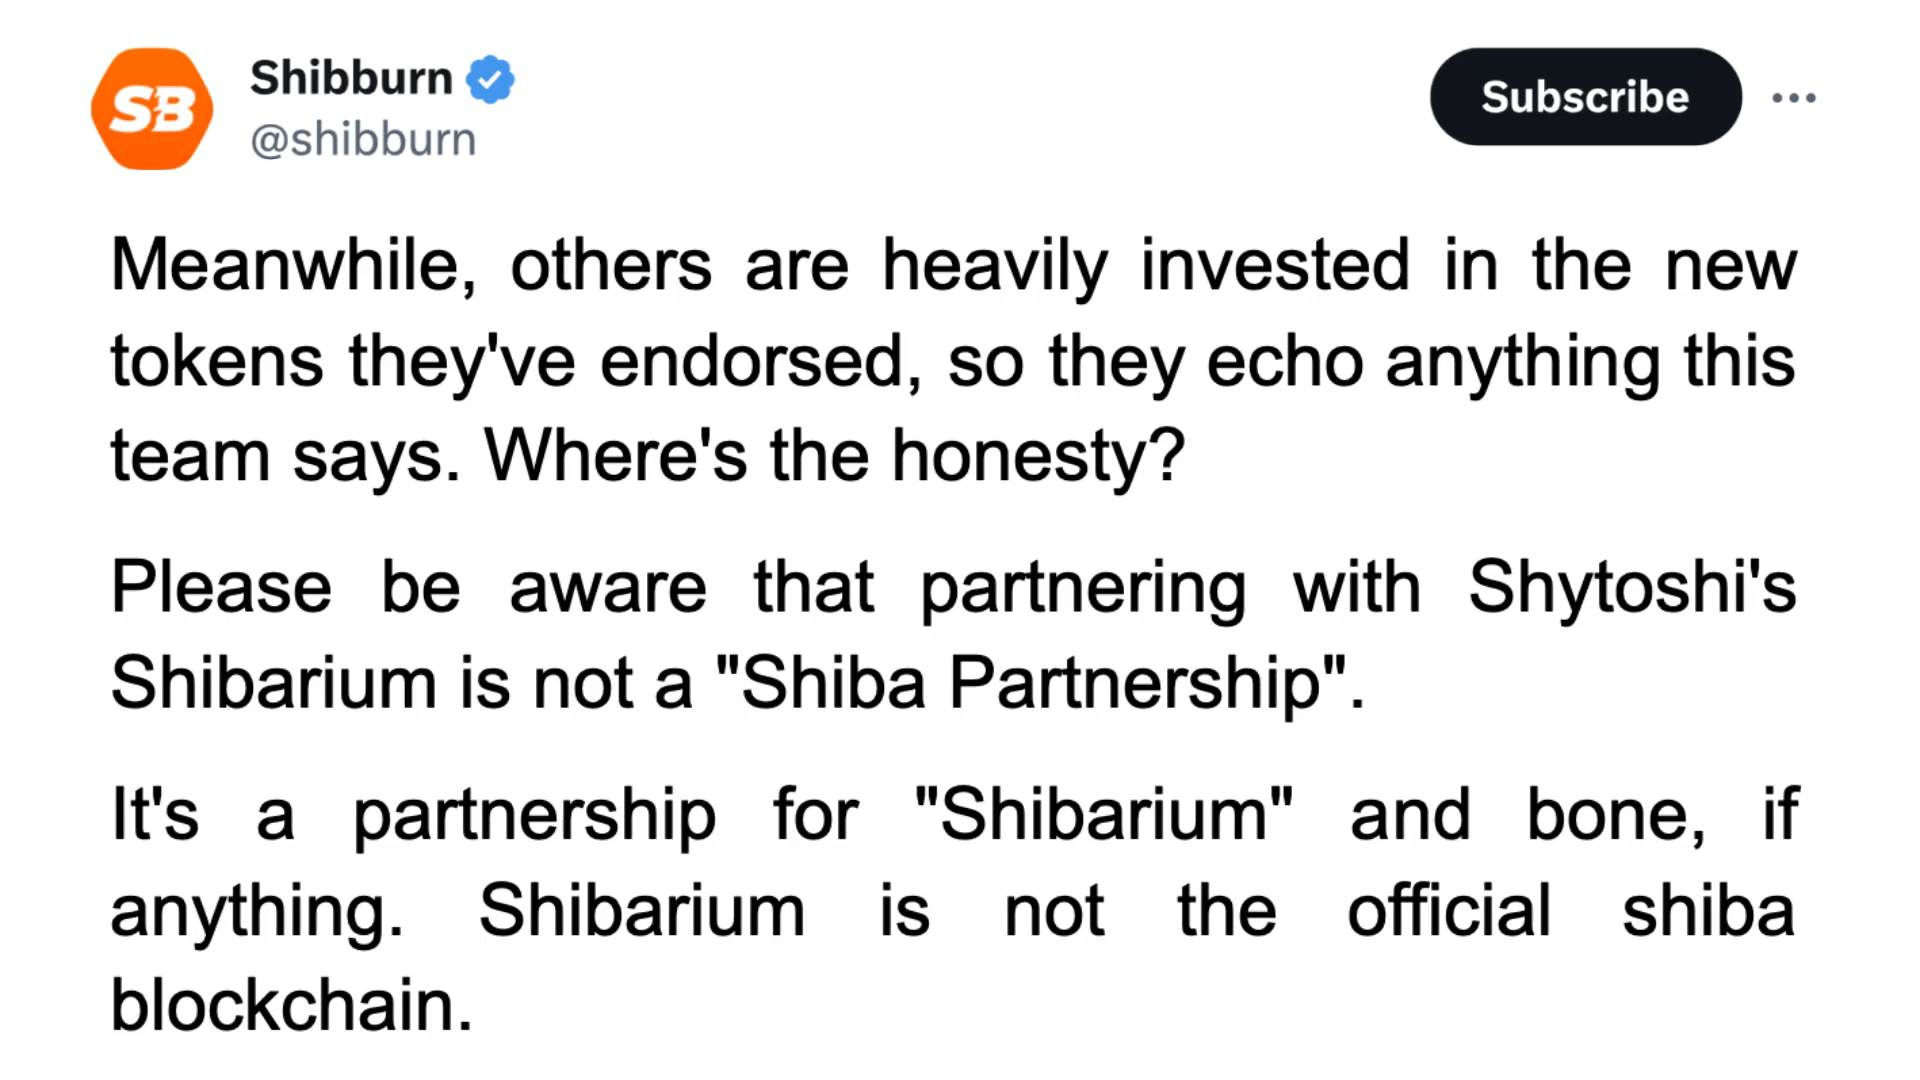 SB
Shibburn
@shibburn
Subscribe
Meanwhile, others are heavily invested in the new
tokens they've endorsed, so they echo anything this
team says. Where's the honesty?
Please be aware that partnering with Shytoshi's
Shibarium is not a "Shiba Partnership".
It's a partnership for "Shibarium" and bone, if
anything. Shibarium is not the official shiba
blockchain.